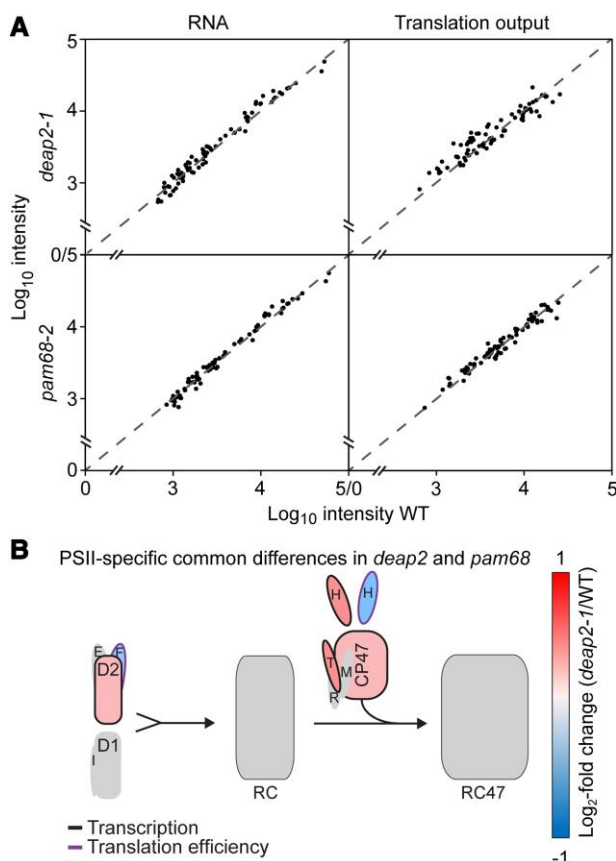 A
RNA
Translation output
5
4
3
deap2-1
Log10 intensity
0/5
4
3
0
pam68-2
0
3
4
5/0
3
4
5
Log10 intensity WT
B
PSII-specific common differences in deap2 and pam68
1
H
H
E
F
D2
T
M
CP47
R
D1
I
RC
RC47
Log2-fold change (deap2-1/WT)
Transcription
Translation efficiency
-1